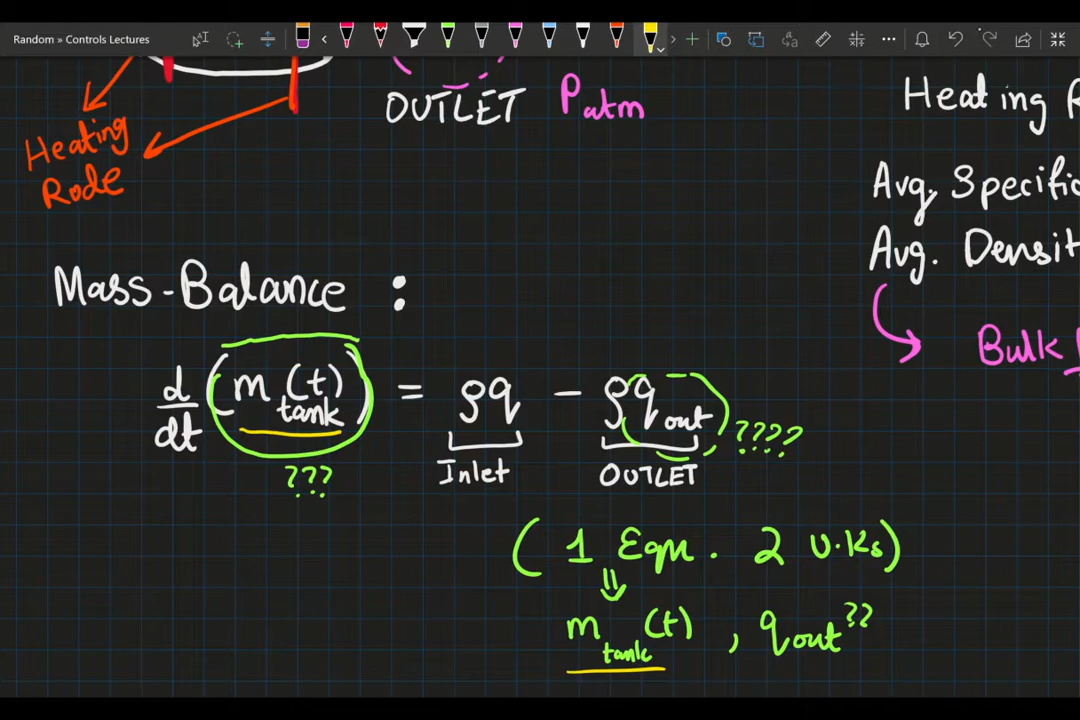 Random » Controls Lectures
OUTLET Patm
Heating
Rode
Heating R
Avg. Specific
Avg. Densit
Bulk
Mass-Balance :
d/dt (m tank (t)) = ρq − ρq out
??? Inlet OUTLET ????
( 1 Eqn. 2 U.Ks)
⇓
m tank (t) , q out ??